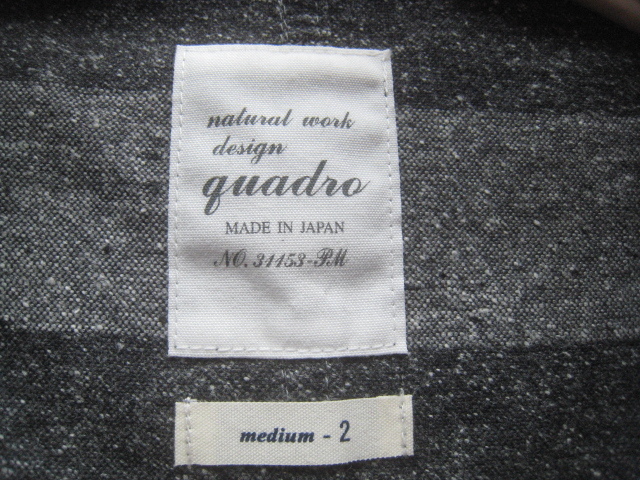 natural work
design
quadro
MADE IN JAPAN
NO. 31153-PM
medium - 2